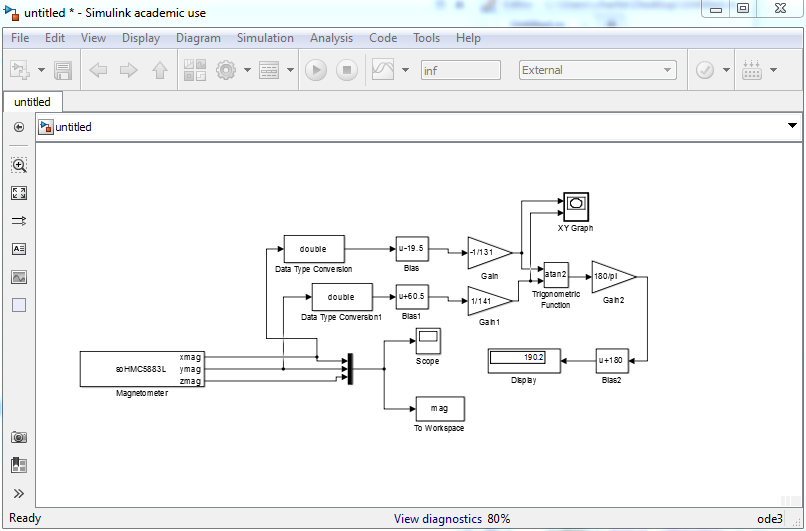 untitled * - Simulink academic use
File Edit View Display Diagram Simulation Analysis Code Tools Help
inf
External
untitled
untitled
XY Graph
double
Data Type Conversion
u-19.5
Bias
-1/131
Gain
atan2
Trigonometric
Function
180/pi
Gain2
double
Data Type Conversion1
u+60.5
Bias1
1/141
Gain1
Scope
soHMC5883L
xmag
ymag
zmag
Magnetometer
190.2
Display
u+180
Bias2
mag
To Workspace
Ready
View diagnostics 80%
ode3